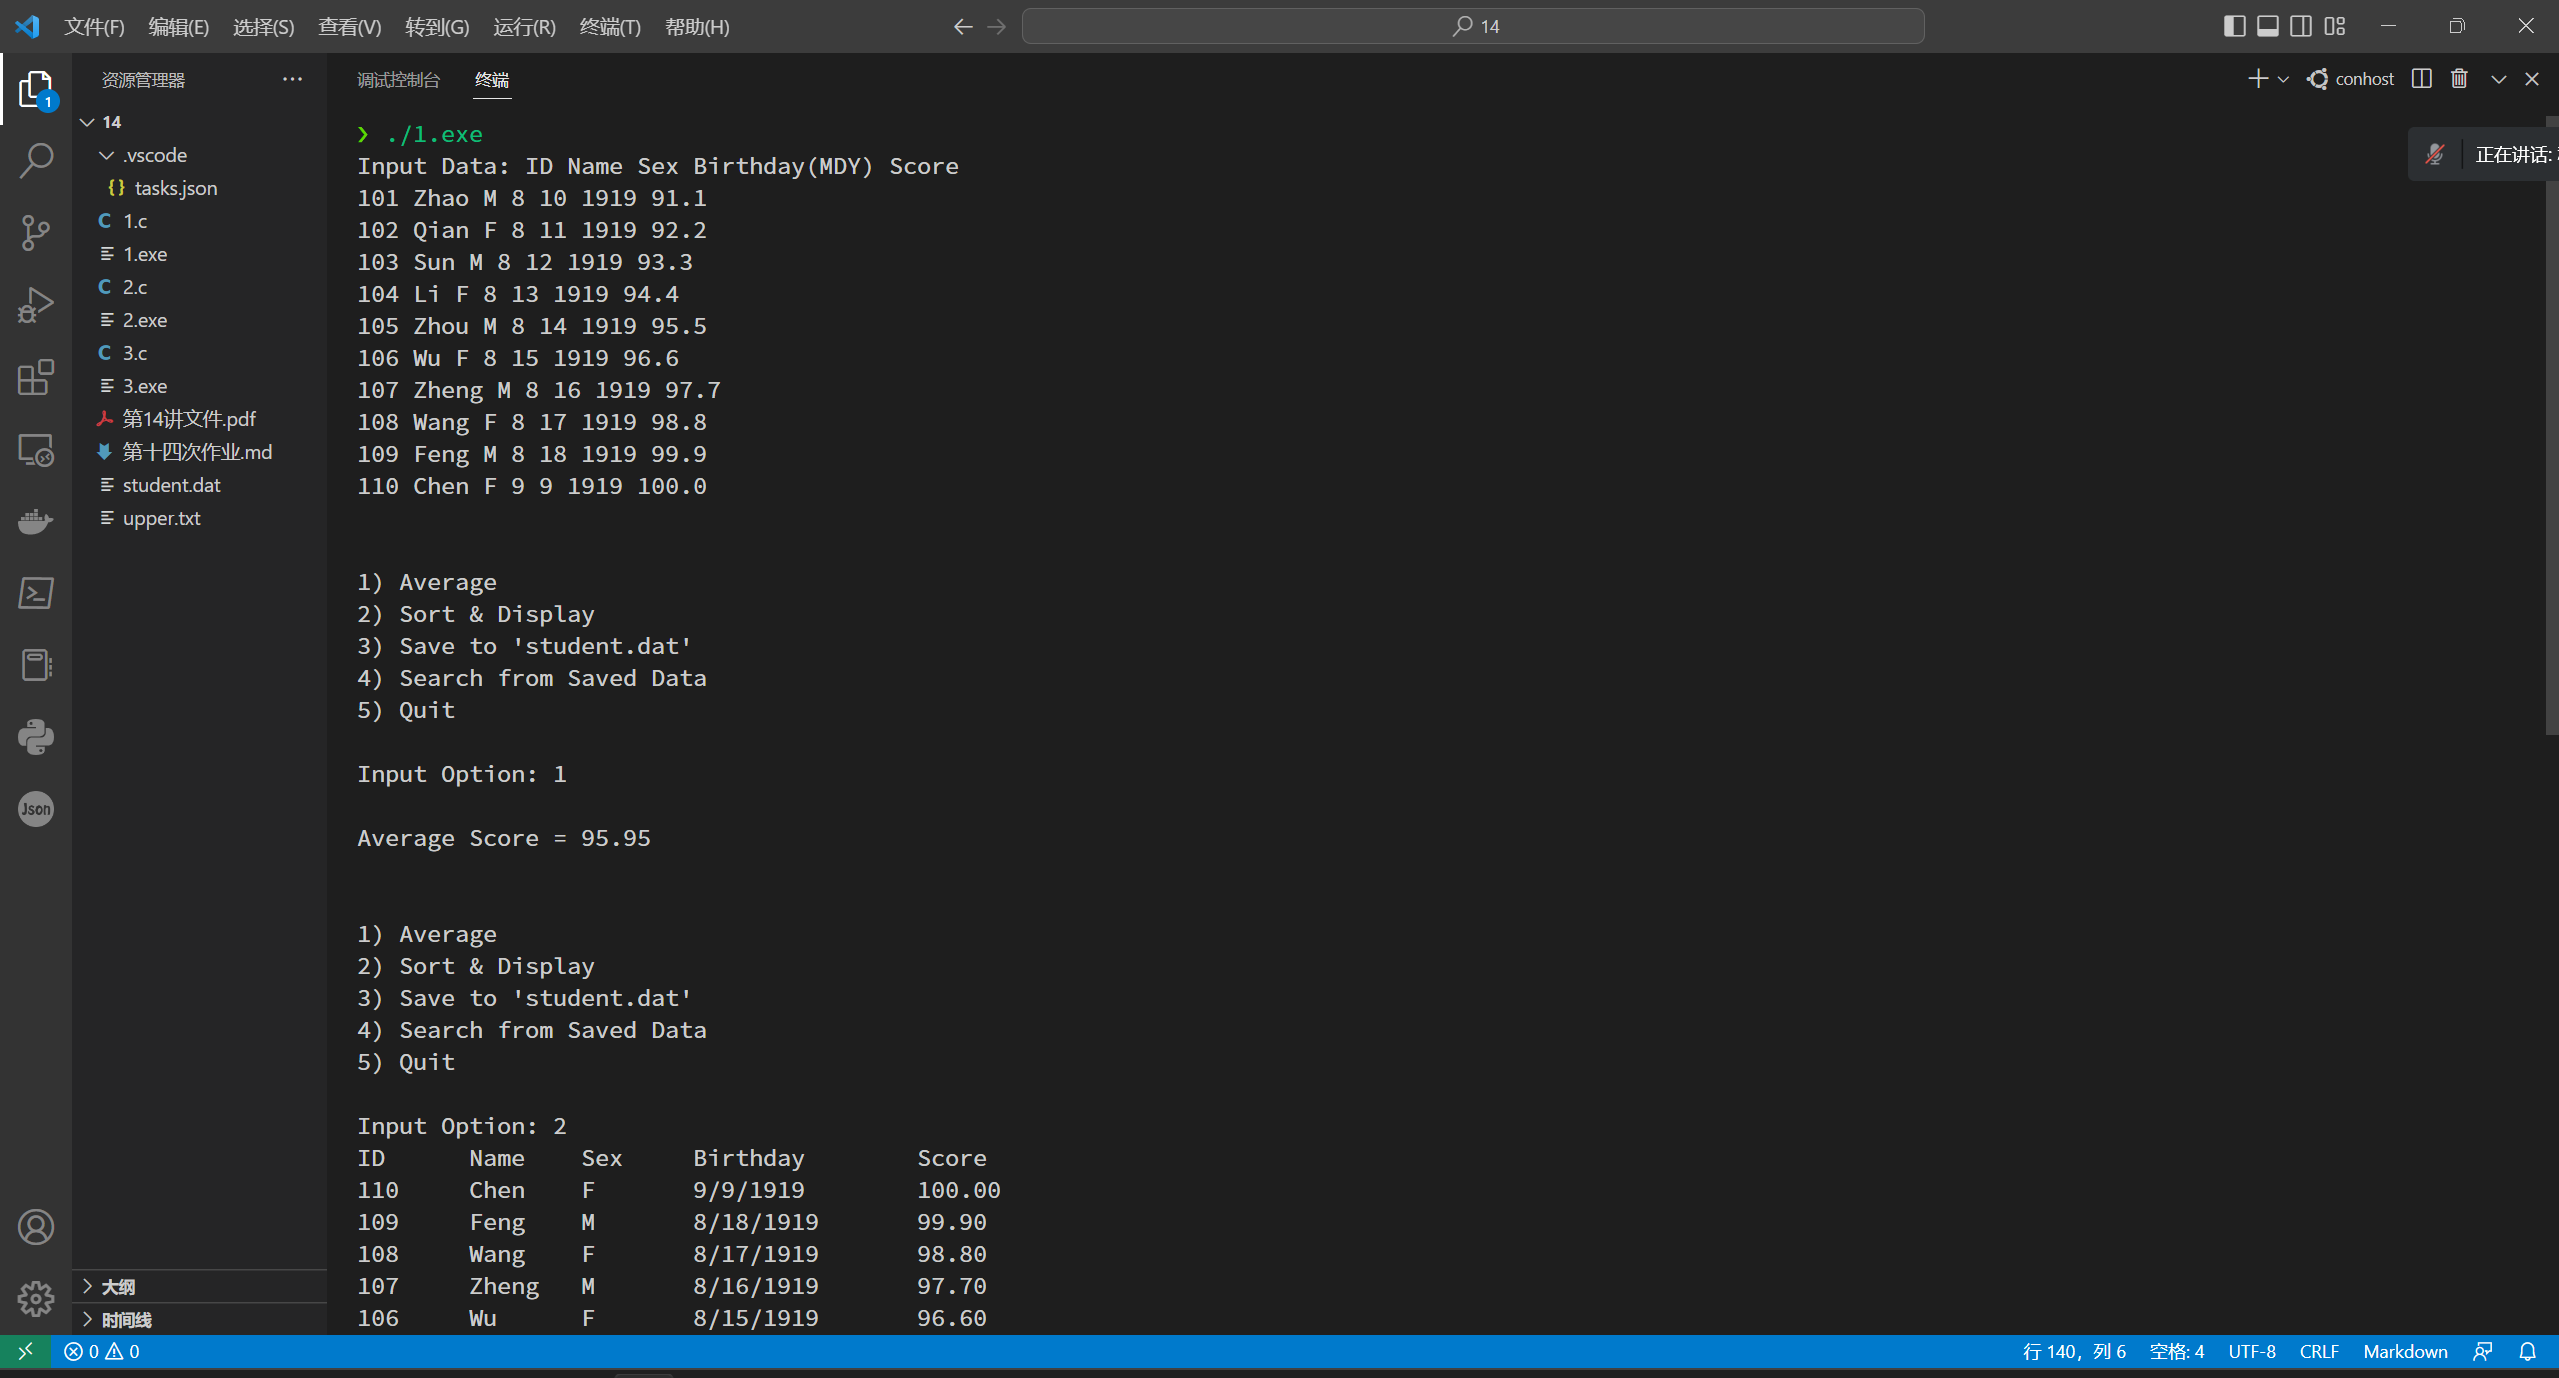 文件(F) 编辑(E) 选择(S) 查看(V) 转到(G) 运行(R) 终端(T) 帮助(H) 14
资源管理器 ···
调试控制台 终端 conhost
1
14
.vscode
{} tasks.json
C 1.c
1.exe
C 2.c
2.exe
C 3.c
3.exe
第14讲文件.pdf
第十四次作业.md
student.dat
upper.txt
Json
大纲
时间线
❯ ./1.exe
Input Data: ID Name Sex Birthday(MDY) Score
101 Zhao M 8 10 1919 91.1
102 Qian F 8 11 1919 92.2
103 Sun M 8 12 1919 93.3
104 Li F 8 13 1919 94.4
105 Zhou M 8 14 1919 95.5
106 Wu F 8 15 1919 96.6
107 Zheng M 8 16 1919 97.7
108 Wang F 8 17 1919 98.8
109 Feng M 8 18 1919 99.9
110 Chen F 9 9 1919 100.0
1) Average
2) Sort & Display
3) Save to 'student.dat'
4) Search from Saved Data
5) Quit
Input Option: 1
Average Score = 95.95
1) Average
2) Sort & Display
3) Save to 'student.dat'
4) Search from Saved Data
5) Quit
Input Option: 2
ID Name Sex Birthday Score
110 Chen F 9/9/1919 100.00
109 Feng M 8/18/1919 99.90
108 Wang F 8/17/1919 98.80
107 Zheng M 8/16/1919 97.70
106 Wu F 8/15/1919 96.60
正在讲话:
0 0 行 140, 列 6 空格: 4 UTF-8 CRLF Markdown